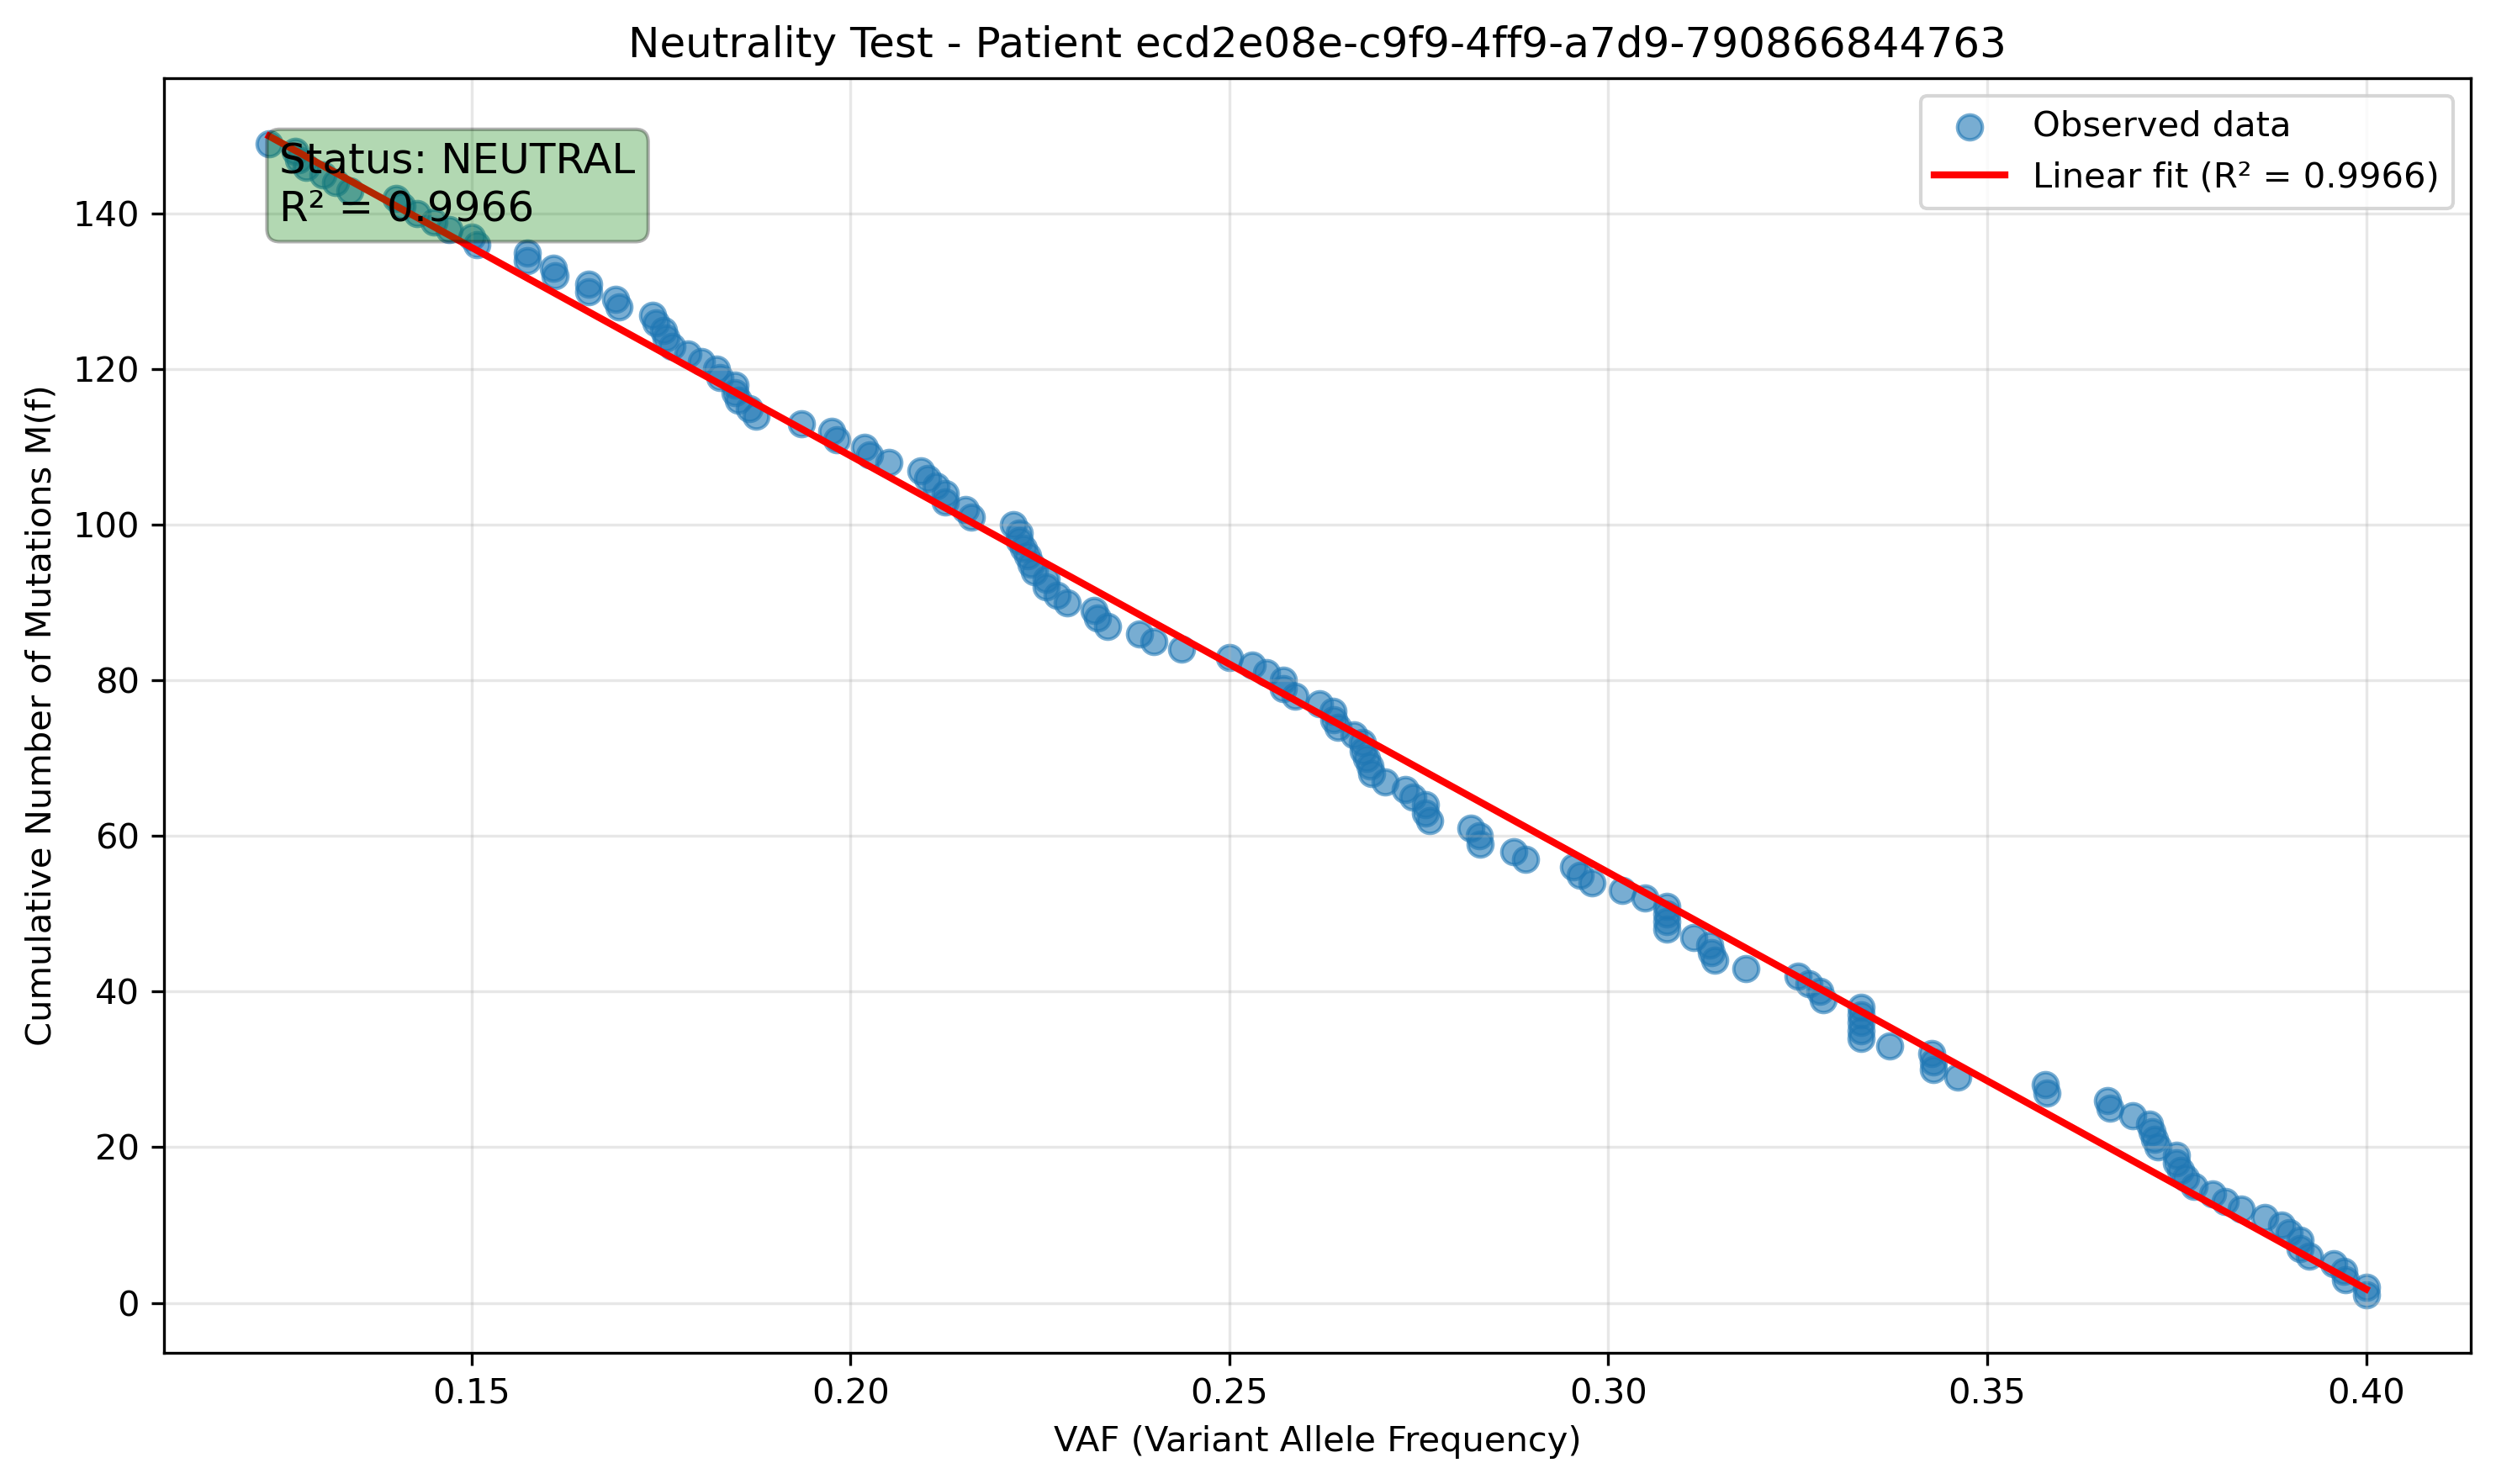 Neutrality Test - Patient ecd2e08e-c9f9-4ff9-a7d9-790866844763
Status: NEUTRAL
R² = 0.9966
Observed data
Linear fit (R² = 0.9966)
Cumulative Number of Mutations M(f)
140
120
100
80
60
40
20
0
0.15
0.20
0.25
0.30
0.35
0.40
VAF (Variant Allele Frequency)